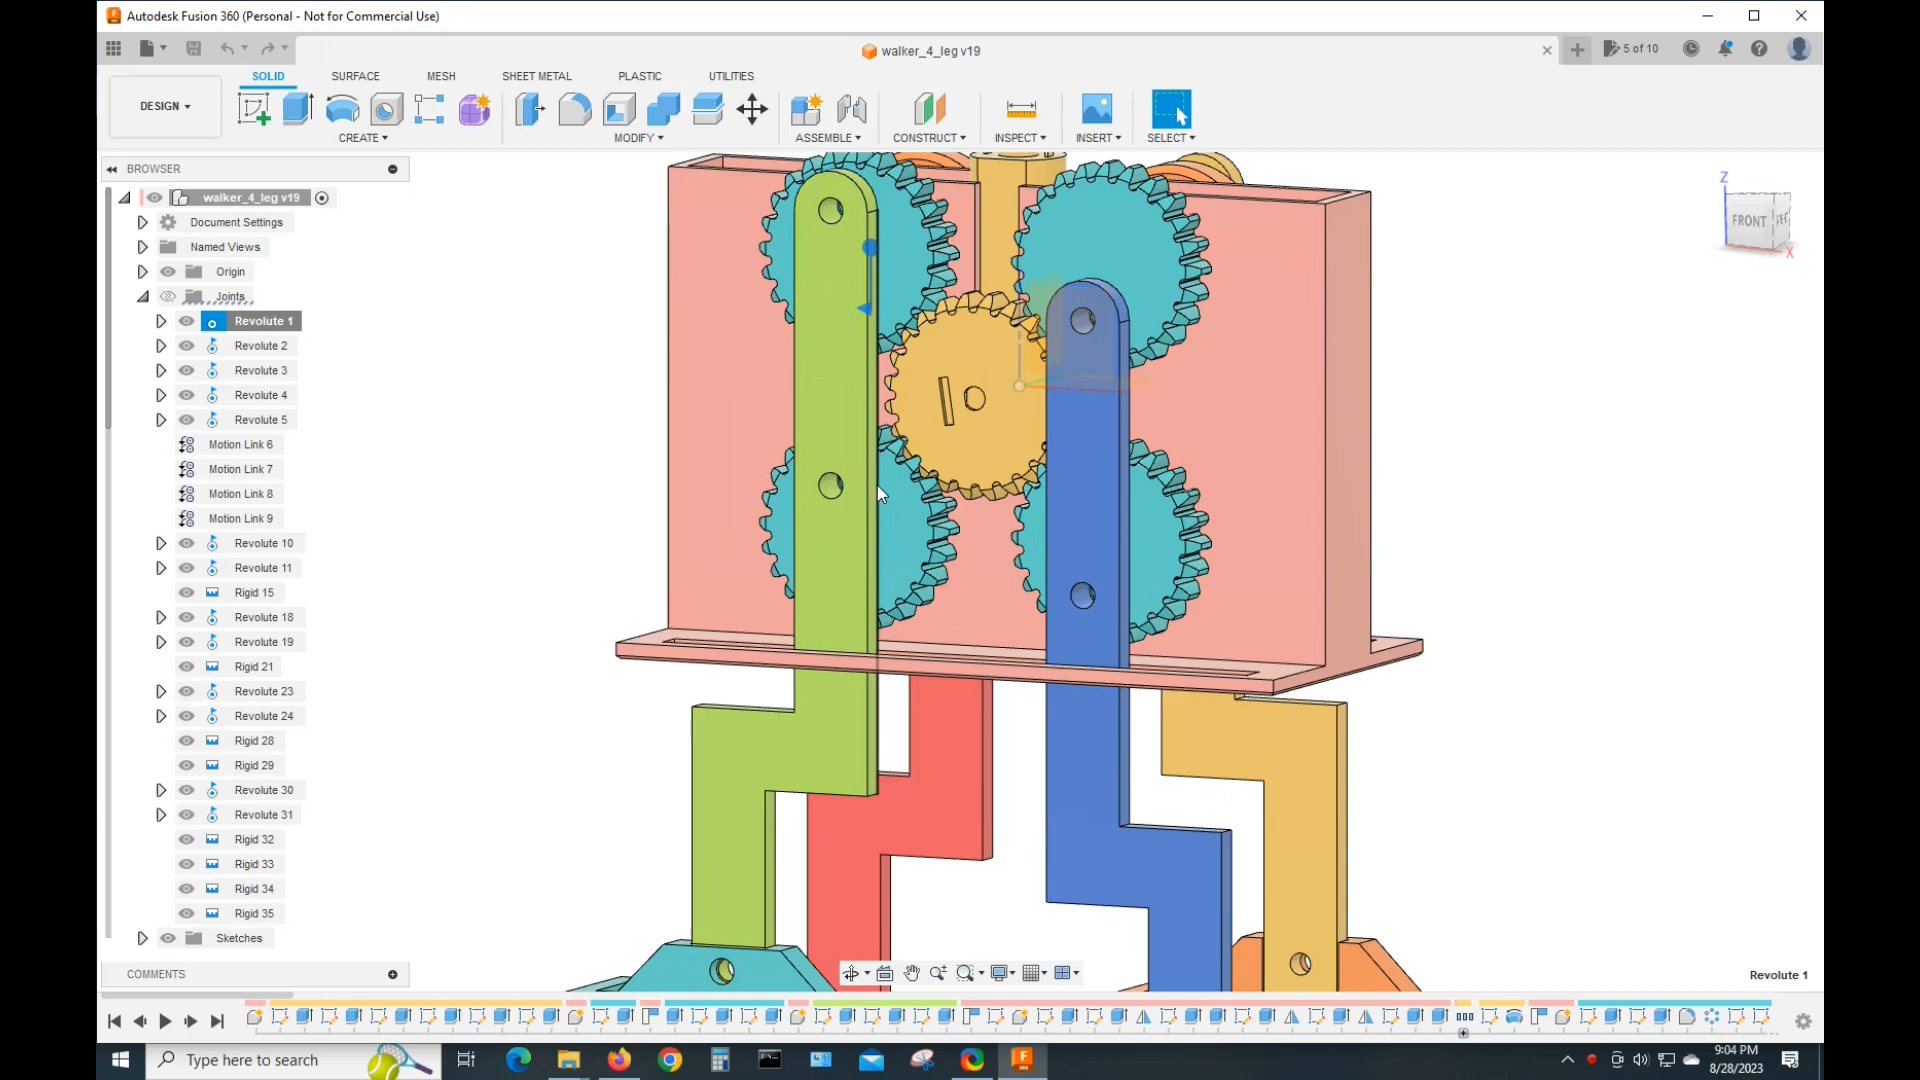 Autodesk Fusion 360 (Personal - Not for Commercial Use)
walker_4_leg v19
5 of 10
DESIGN
SOLID
SURFACE
MESH
SHEET METAL
PLASTIC
UTILITIES
CREATE
MODIFY
ASSEMBLE
CONSTRUCT
INSPECT
INSERT
SELECT
BROWSER
walker_4_leg v19
Document Settings
Named Views
Origin
Joints
Revolute 1
Revolute 2
Revolute 3
Revolute 4
Revolute 5
Motion Link 6
Motion Link 7
Motion Link 8
Motion Link 9
Revolute 10
Revolute 11
Rigid 15
Revolute 18
Revolute 19
Rigid 21
Revolute 23
Revolute 24
Rigid 28
Rigid 29
Revolute 30
Revolute 31
Rigid 32
Rigid 33
Rigid 34
Rigid 35
Sketches
Z
FRONT
X
COMMENTS
Revolute 1
Type here to search
9:04 PM
8/28/2023